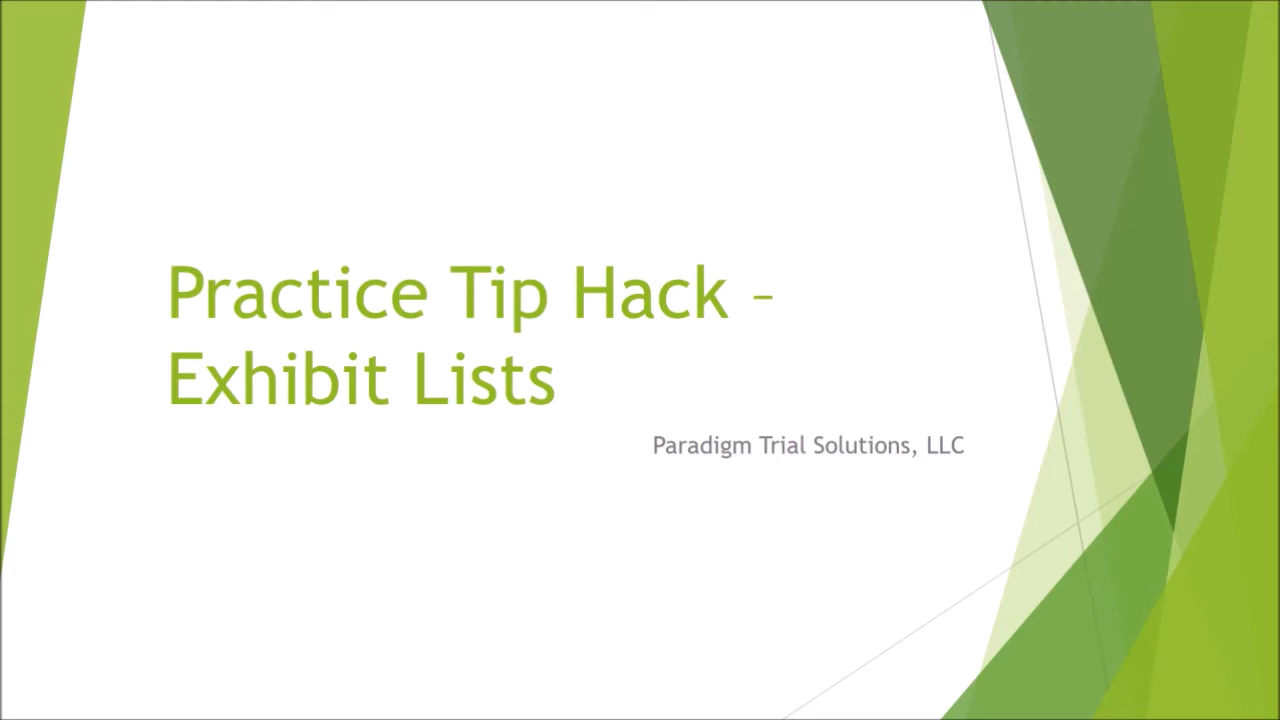 Practice Tip Hack –
Exhibit Lists
Paradigm Trial Solutions, LLC